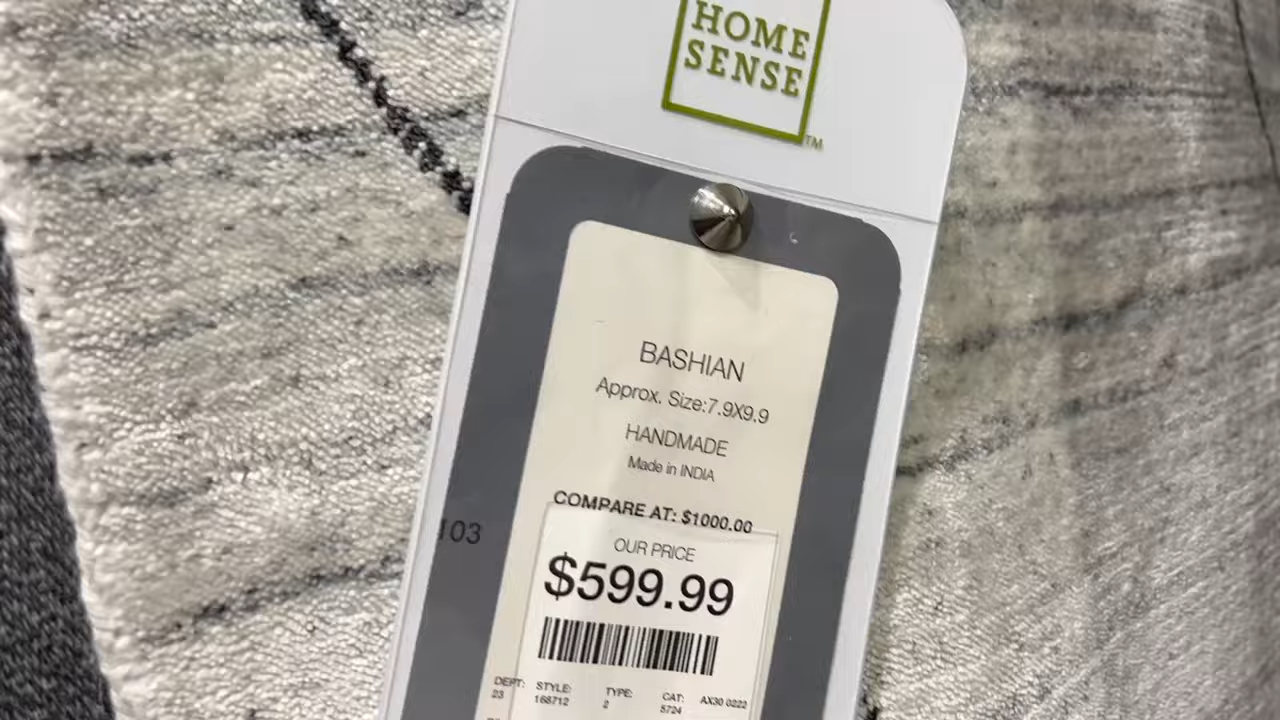 HOME
SENSE
TM
BASHIAN
Approx. Size:7.9X9.9
HANDMADE
Made in INDIA
COMPARE AT: $1000.00
103
OUR PRICE
$599.99
DEPT: STYLE: TYPE: CAT: AX30 0222
23 168712 2 5724